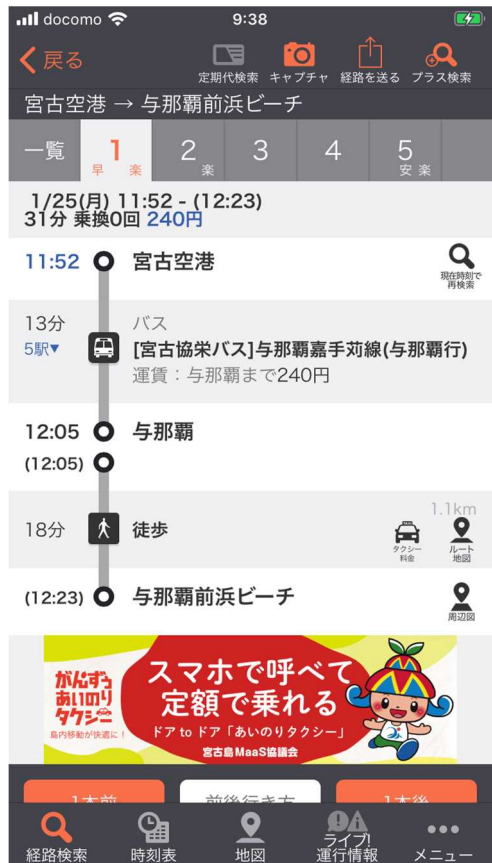 docomo 9:38
戻る
定期代検索 キャプチャ 経路を送る プラス検索
宮古空港 → 与那覇前浜ビーチ
一覧 1 2 3 4 5
早 楽 楽 安 楽
1/25(月) 11:52 - (12:23)
31分 乗換0回 240円
11:52 宮古空港
現在時刻で
再検索
13分 バス
5駅▼ [宮古協栄バス]与那覇嘉手苅線(与那覇行)
運賃:与那覇まで240円
12:05 与那覇
(12:05)
1.1km
18分 徒歩
タクシー
料金
ルート
地図
(12:23) 与那覇前浜ビーチ
周辺図
がんずぅ
あいのり
タクシー
島内移動が快適に!
スマホで呼べて
定額で乗れる
ドア to ドア「あいのりタクシー」
宮古島MaaS協議会
1本前 前後行き方 1本後
経路検索 時刻表 地図 ライブ!
運行情報 メニュー